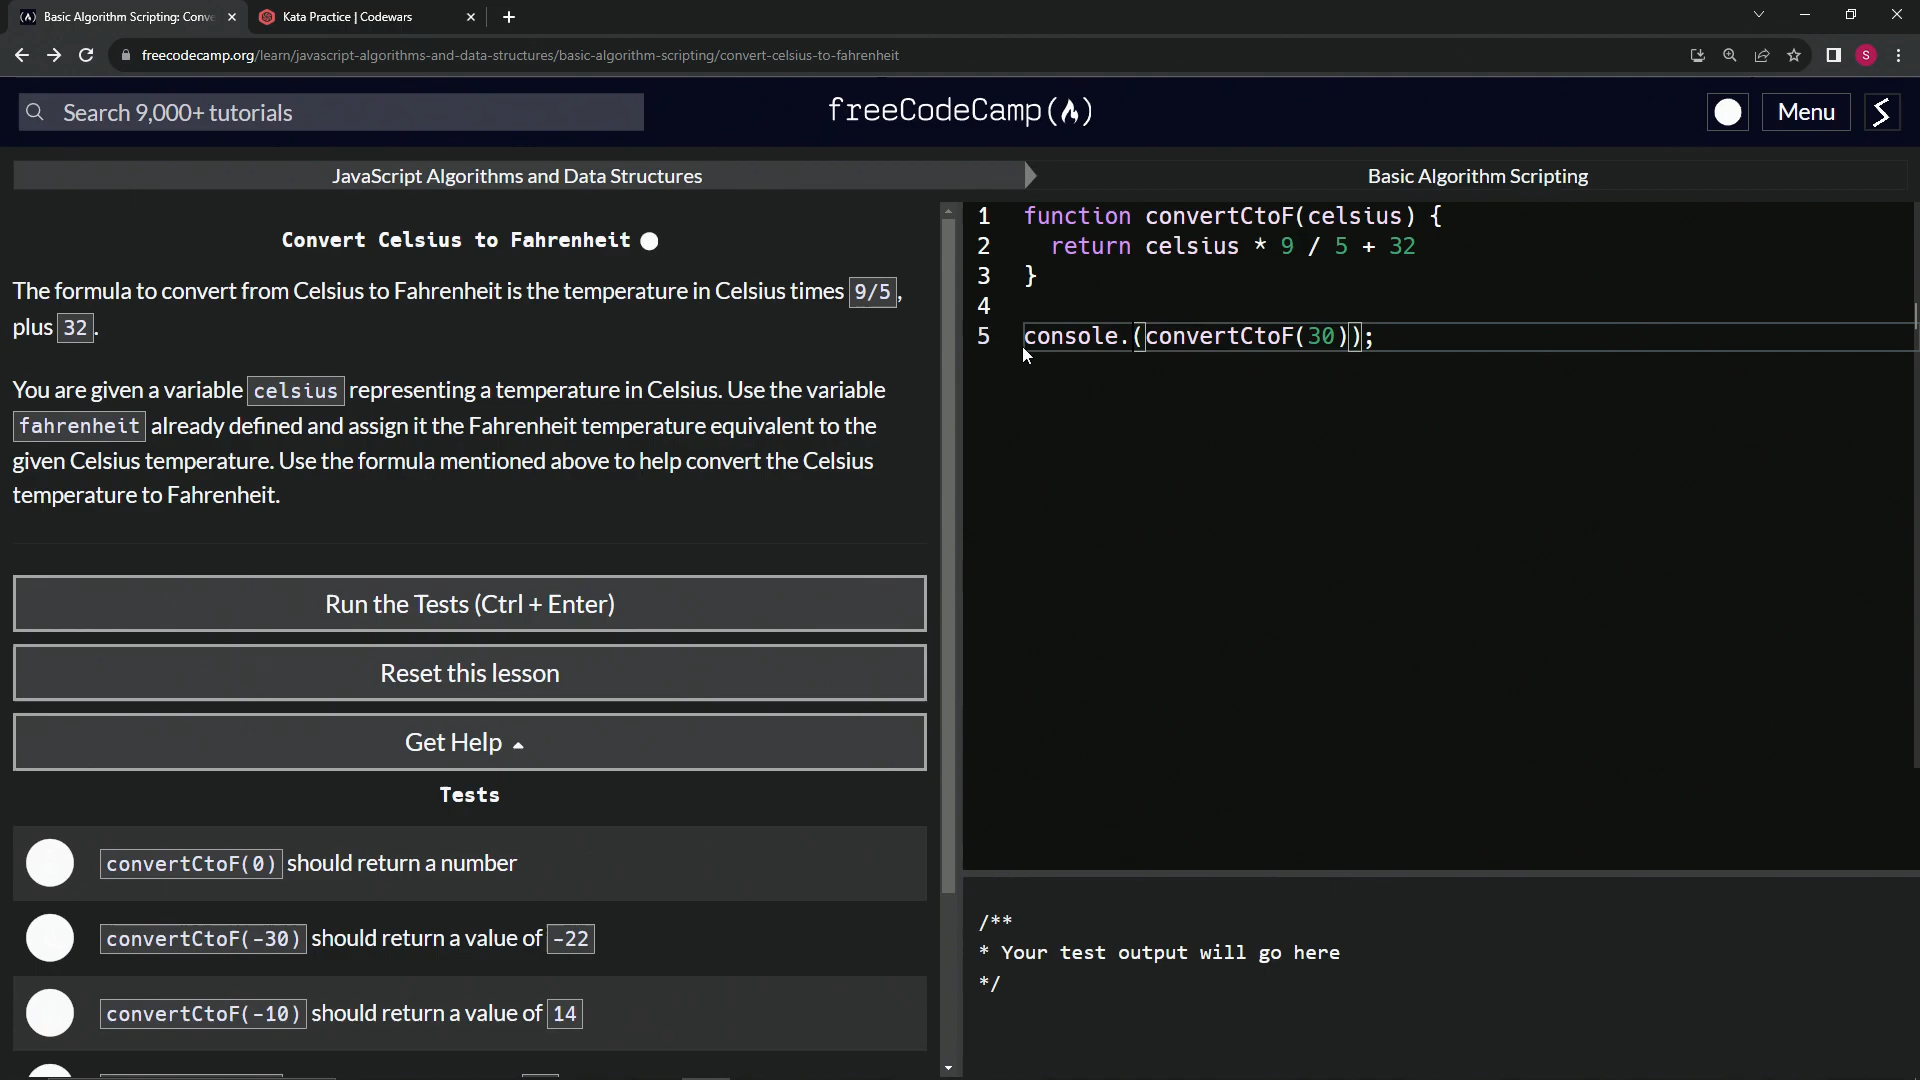 Basic Algorithm Scripting: Conve
Kata Practice | Codewars
freecodecamp.org/learn/javascript-algorithms-and-data-structures/basic-algorithm-scripting/convert-celsius-to-fahrenheit
S
Search 9,000+ tutorials
freeCodeCamp
Menu
JavaScript Algorithms and Data Structures
Basic Algorithm Scripting
Convert Celsius to Fahrenheit
The formula to convert from Celsius to Fahrenheit is the temperature in Celsius times 9/5,
plus 32.
You are given a variable celsius representing a temperature in Celsius. Use the variable
fahrenheit already defined and assign it the Fahrenheit temperature equivalent to the
given Celsius temperature. Use the formula mentioned above to help convert the Celsius
temperature to Fahrenheit.
Run the Tests (Ctrl + Enter)
Reset this lesson
Get Help
Tests
convertCtoF(0) should return a number
convertCtoF(-30) should return a value of -22
convertCtoF(-10) should return a value of 14
1 function convertCtoF(celsius) {
2 return celsius * 9 / 5 + 32
3 }
4
5 console.(convertCtoF(30));
/**
* Your test output will go here
*/